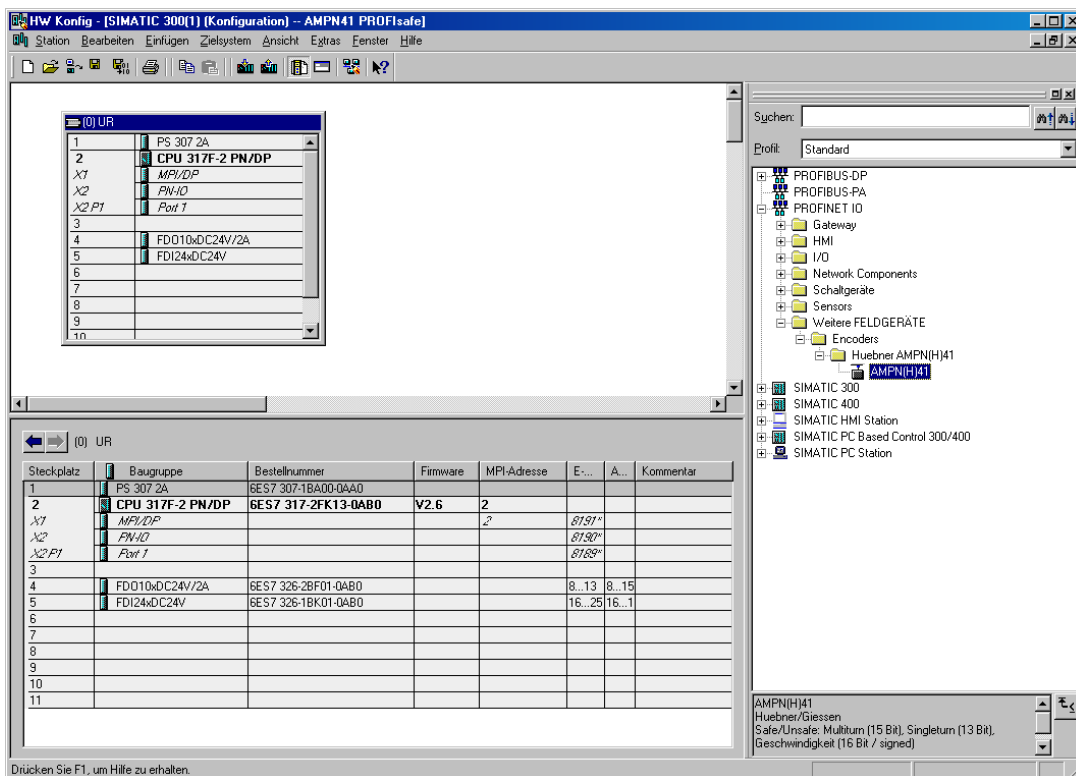 HW Konfig - [SIMATIC 300(1) (Konfiguration) -- AMPN41 PROFIsafe]
Station Bearbeiten Einfügen Zielsystem Ansicht Extras Fenster Hilfe
(0) UR
1 PS 307 2A
2 CPU 317F-2 PN/DP
X1 MPI/DP
X2 PN-IO
X2 P1 Port 1
3
4 FDO10xDC24V/2A
5 FDI24xDC24V
6
7
8
9
10
Suchen:
Profil: Standard
PROFIBUS-DP
PROFIBUS-PA
PROFINET IO
Gateway
HMI
I/O
Network Components
Schaltgeräte
Sensors
Weitere FELDGERÄTE
Encoders
Huebner AMPN(H)41
AMPN(H)41
SIMATIC 300
SIMATIC 400
SIMATIC HMI Station
SIMATIC PC Based Control 300/400
SIMATIC PC Station
(0) UR
Steckplatz Baugruppe Bestellnummer Firmware MPI-Adresse E-... A... Kommentar
1 PS 307 2A 6ES7 307-1BA00-0AA0
2 CPU 317F-2 PN/DP 6ES7 317-2FK13-0AB0 V2.6 2
X1 MPI/DP 2 8191*
X2 PN-IO 8190*
X2 P1 Port 1 8189*
3
4 FDO10xDC24V/2A 6ES7 326-2BF01-0AB0 8...13 8...15
5 FDI24xDC24V 6ES7 326-1BK01-0AB0 16...25 16...1
6
7
8
9
10
11
AMPN(H)41
Huebner/Giessen
Safe/Unsafe: Multiturn (15 Bit), Singleturn (13 Bit),
Geschwindigkeit (16 Bit / signed)
Drücken Sie F1, um Hilfe zu erhalten.